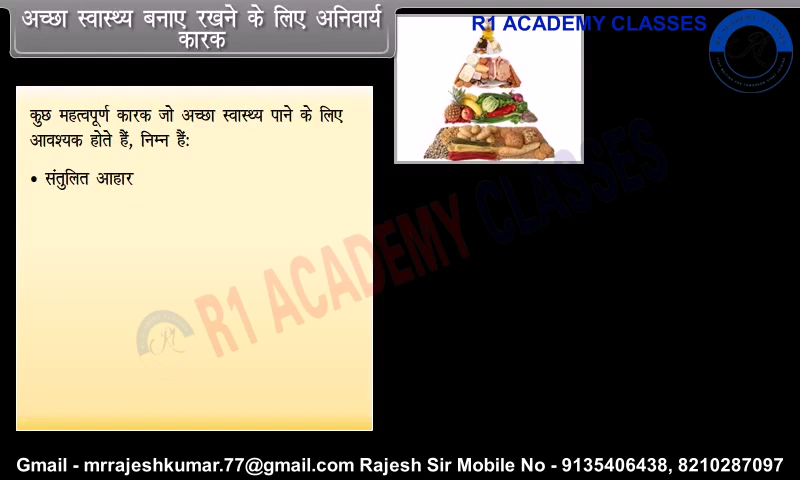 अच्छा स्वास्थ्य बनाए रखने के लिए अनिवार्य
कारक
R1 ACADEMY CLASSES
कुछ महत्वपूर्ण कारक जो अच्छा स्वास्थ्य पाने के लिए
आवश्यक होते हैं, निम्न हैं:
• संतुलित आहार
R1 ACADEMY CLASSES
Gmail - mrrajeshkumar.77@gmail.com Rajesh Sir Mobile No - 9135406438, 8210287097